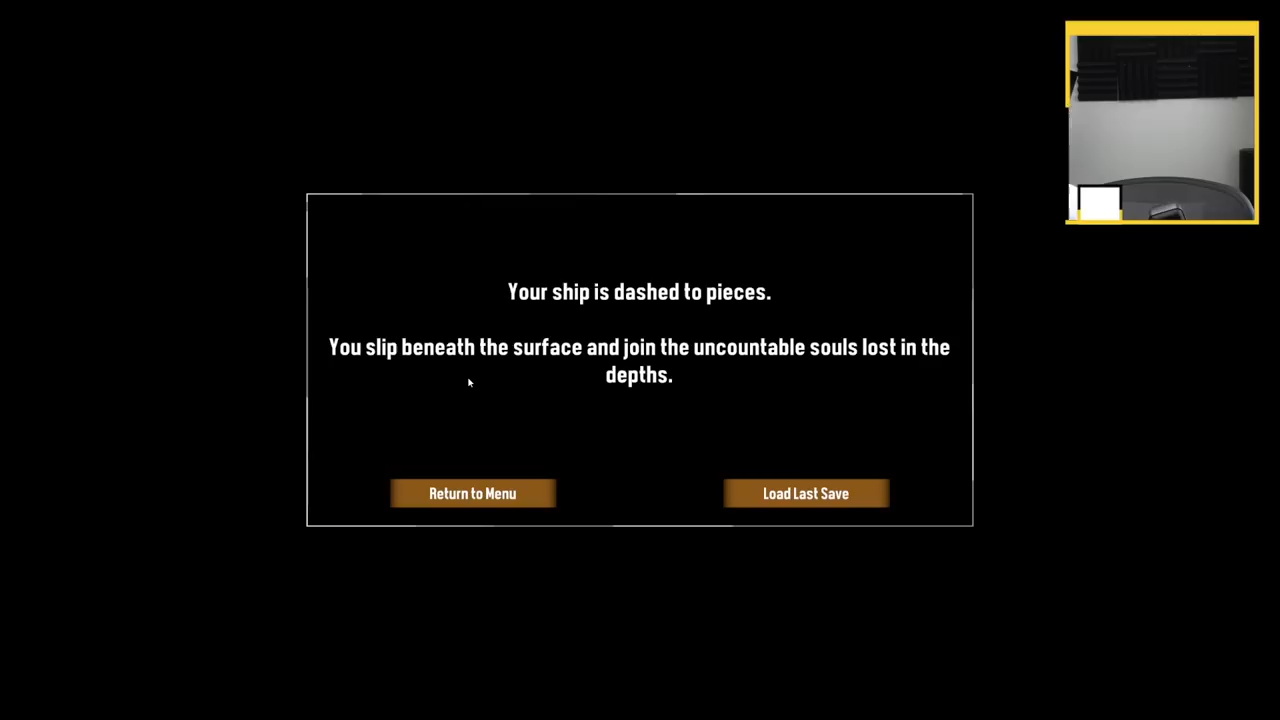 Your ship is dashed to pieces.
You slip beneath the surface and join the uncountable souls lost in the
depths.
Return to Menu
Load Last Save